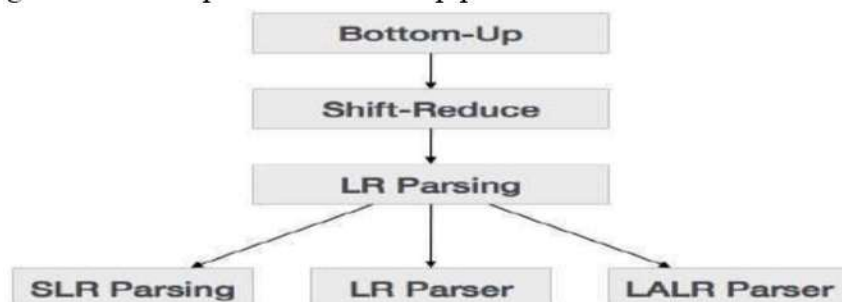 Bottom-Up
Shift-Reduce
LR Parsing
SLR Parsing
LR Parser
LALR Parser